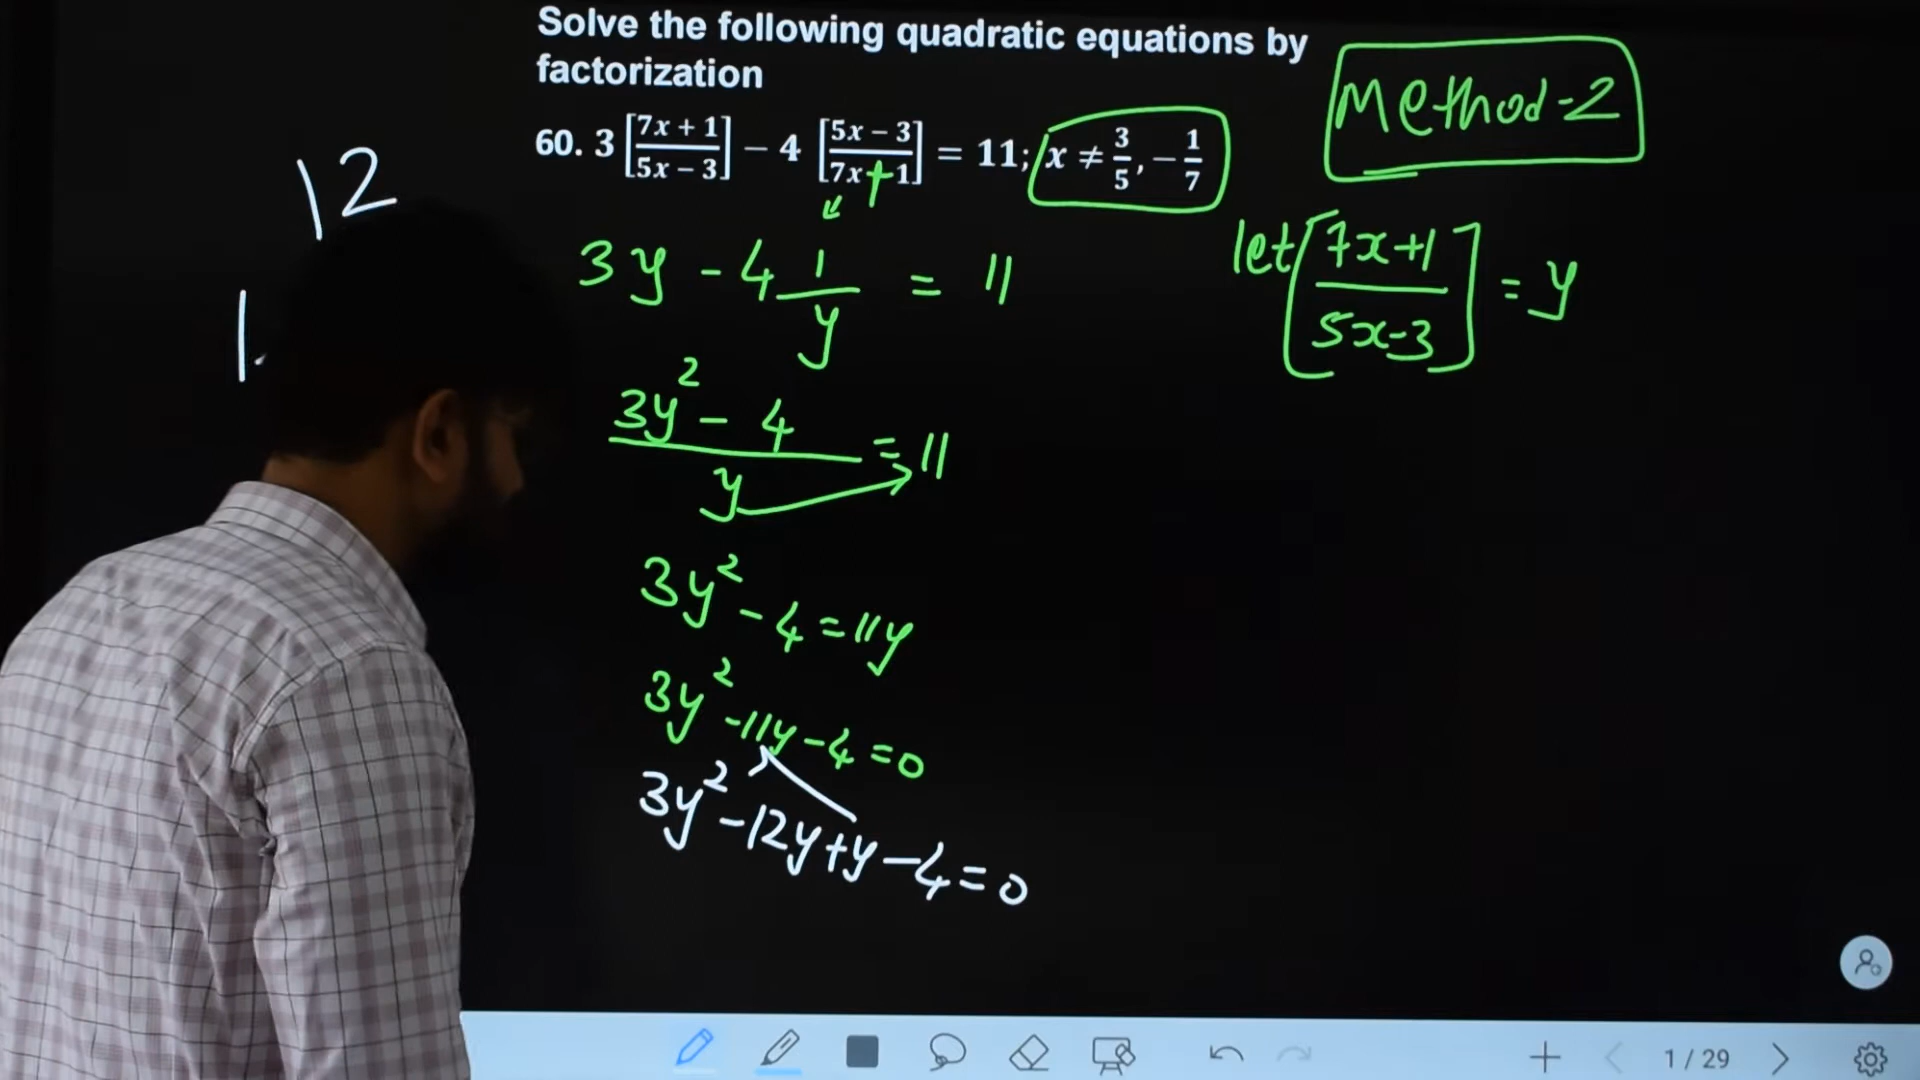 Solve the following quadratic equations by
factorization
Method-2
60. 3 [(7x + 1)/(5x − 3)] − 4 [(5x − 3)/(7x + 1)] = 11; x ≠ 3/5, −1/7
12
let [(7x+1)/(5x-3)] = y
3y - 4 1/y = 11
1.
(3y² - 4)/y = 11
3y² - 4 = 11y
3y² - 11y - 4 = 0
3y² - 12y + y - 4 = 0
1 / 29